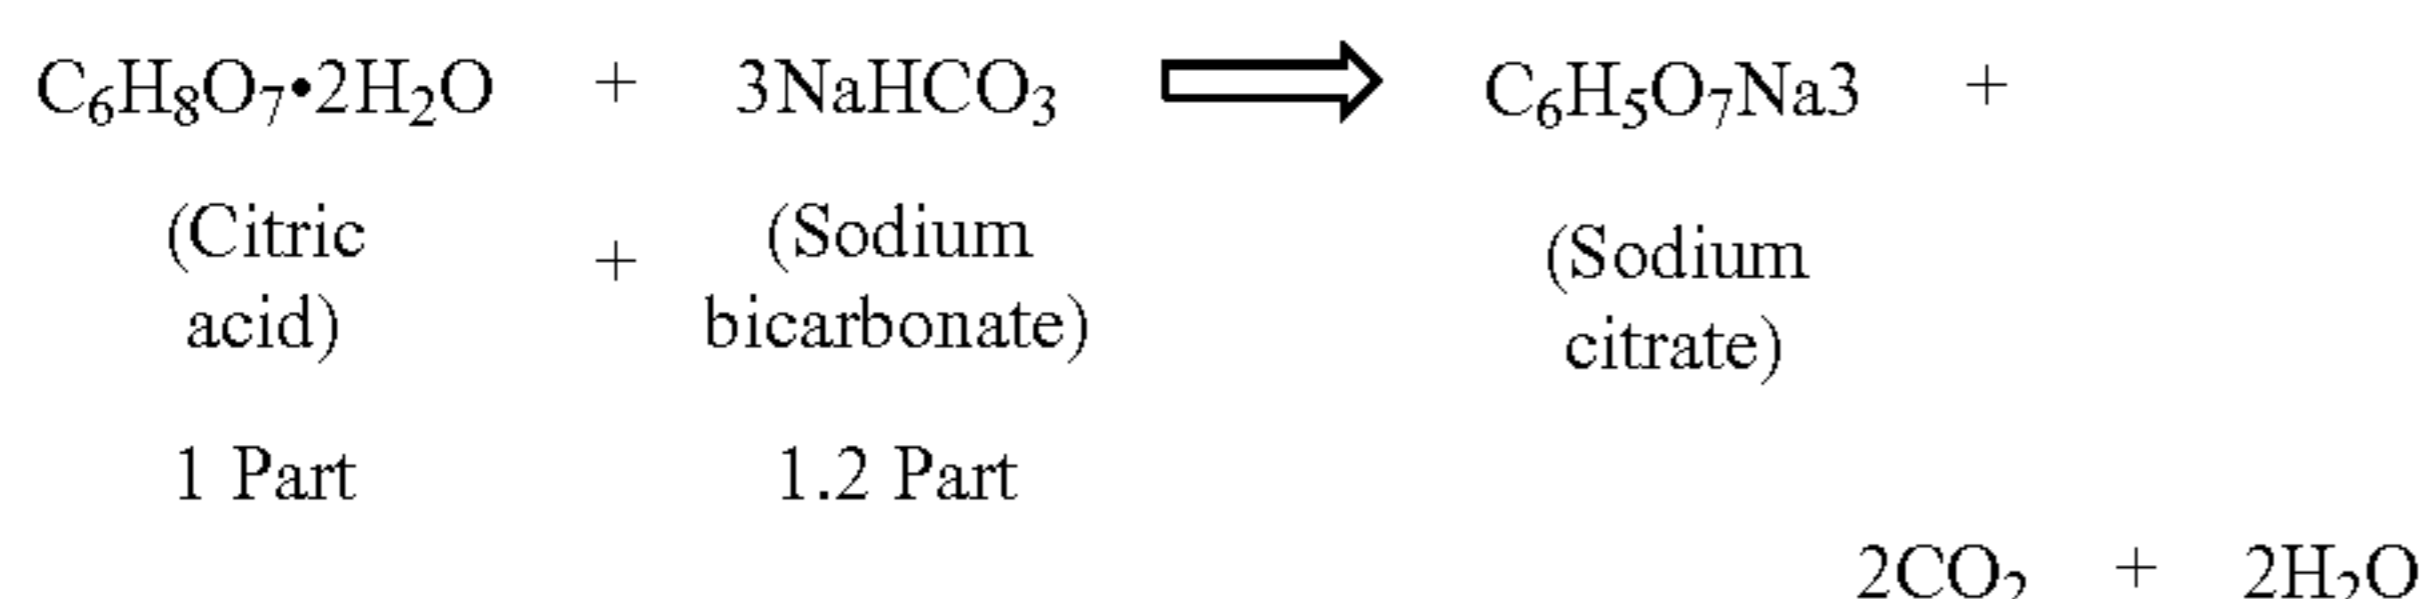 C₆H₈O₇•2H₂O + 3NaHCO₃ ⇨ C₆H₅O₇Na3 +
(Citric acid) + (Sodium bicarbonate) (Sodium citrate)
1 Part 1.2 Part
2CO₂ + 2H₂O